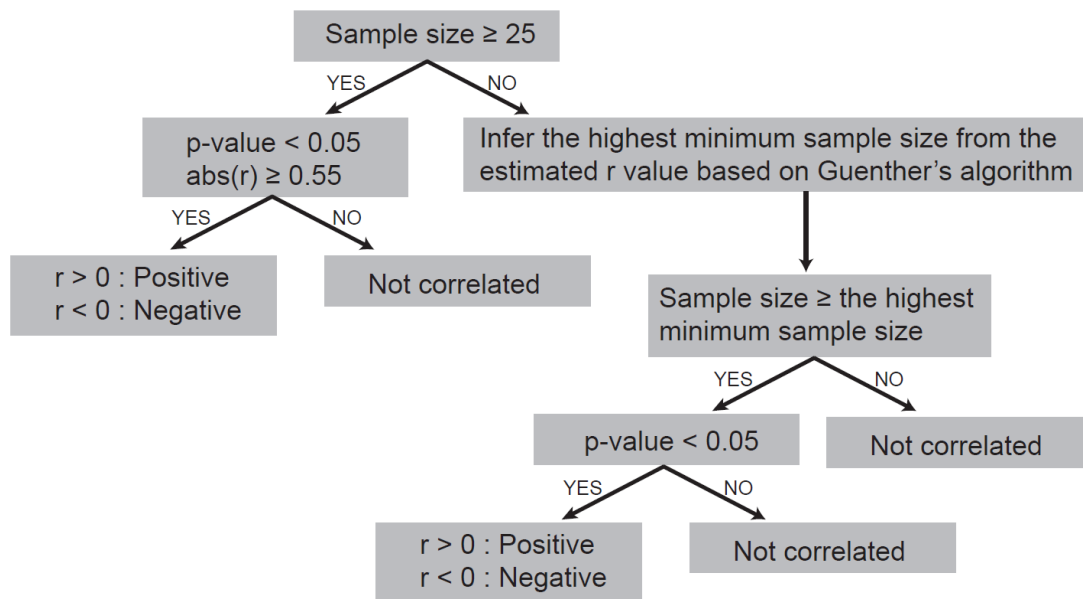 Sample size ≥ 25
YES
NO
p-value < 0.05
abs(r) ≥ 0.55
Infer the highest minimum sample size from the
estimated r value based on Guenther's algorithm
YES
NO
r > 0 : Positive
r < 0 : Negative
Not correlated
Sample size ≥ the highest
minimum sample size
YES
NO
p-value < 0.05
Not correlated
YES
NO
r > 0 : Positive
r < 0 : Negative
Not correlated